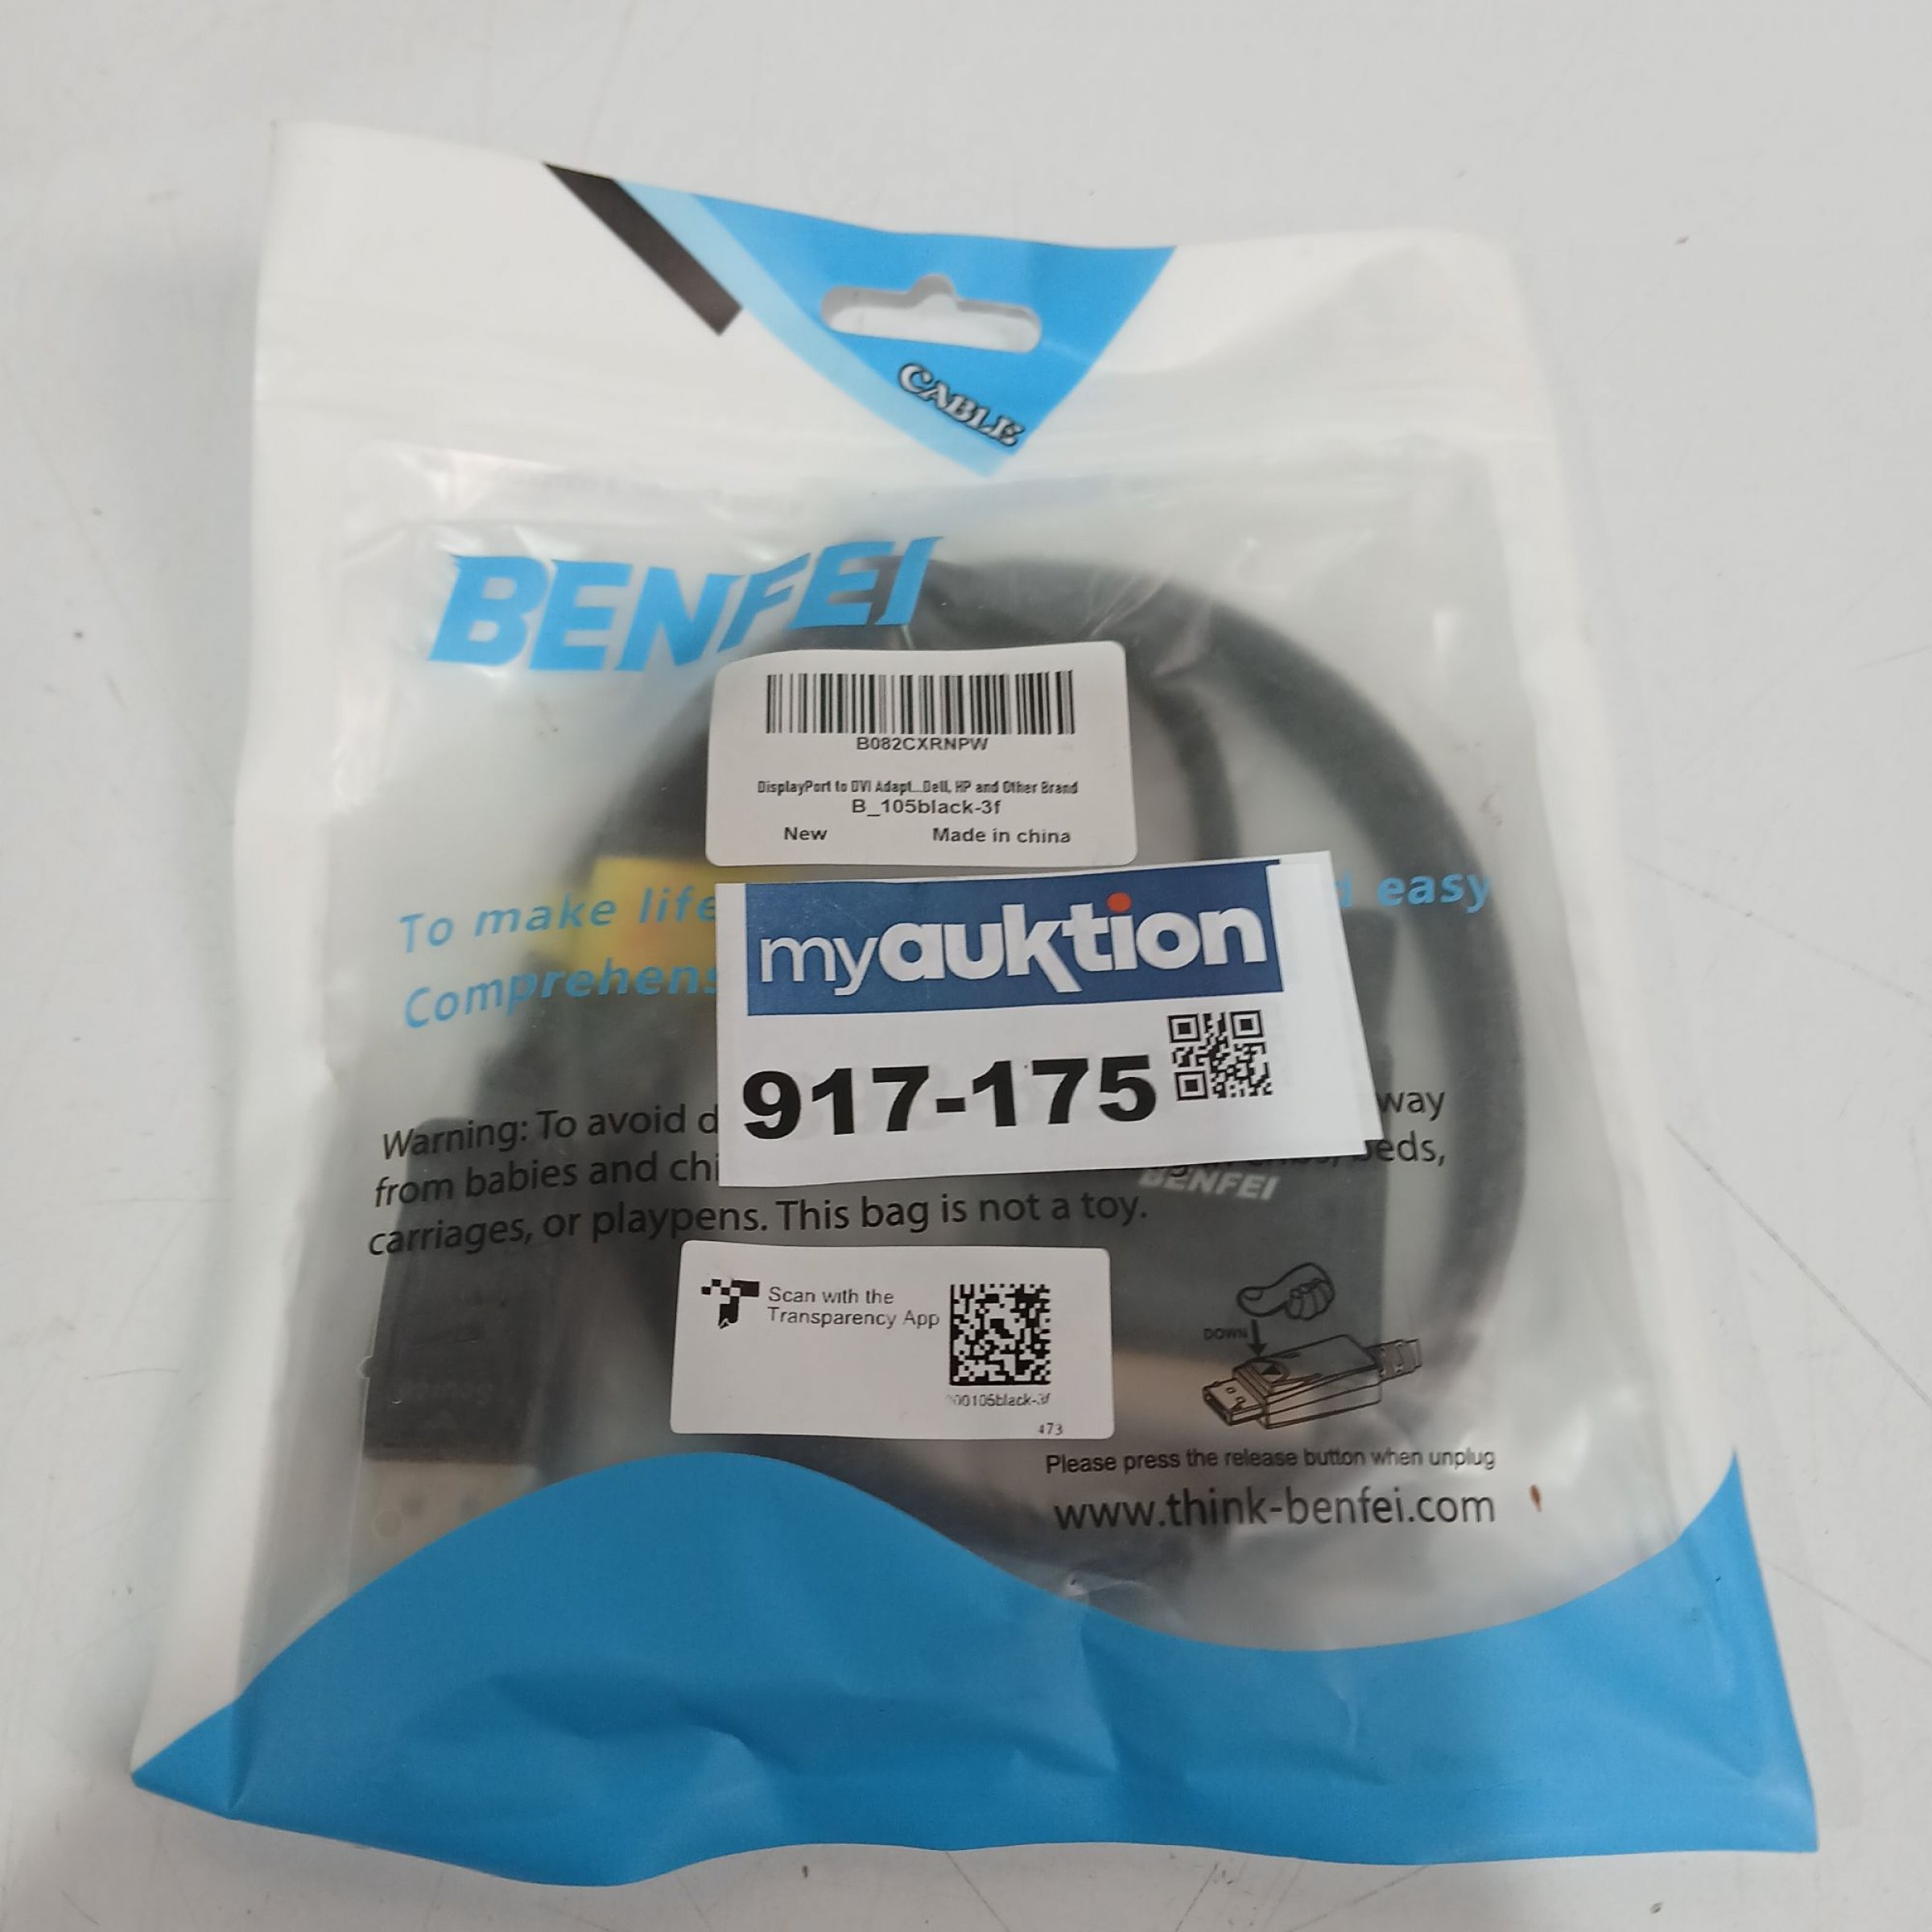 CABLE
BENFEI
B082CXRNPW
DisplayPort to DVI Adapt...Dell, HP and Other Brand
B_105black-3f
New Made in china
To make life easy
Comprehens
myauktion
917-175
Warning: To avoid d way
from babies and chi beds,
carriages, or playpens. This bag is not a toy.
BENFEI
Scan with the
Transparency App
00105black-3f
473
DOWN
Please press the release button when unplug
www.think-benfei.com